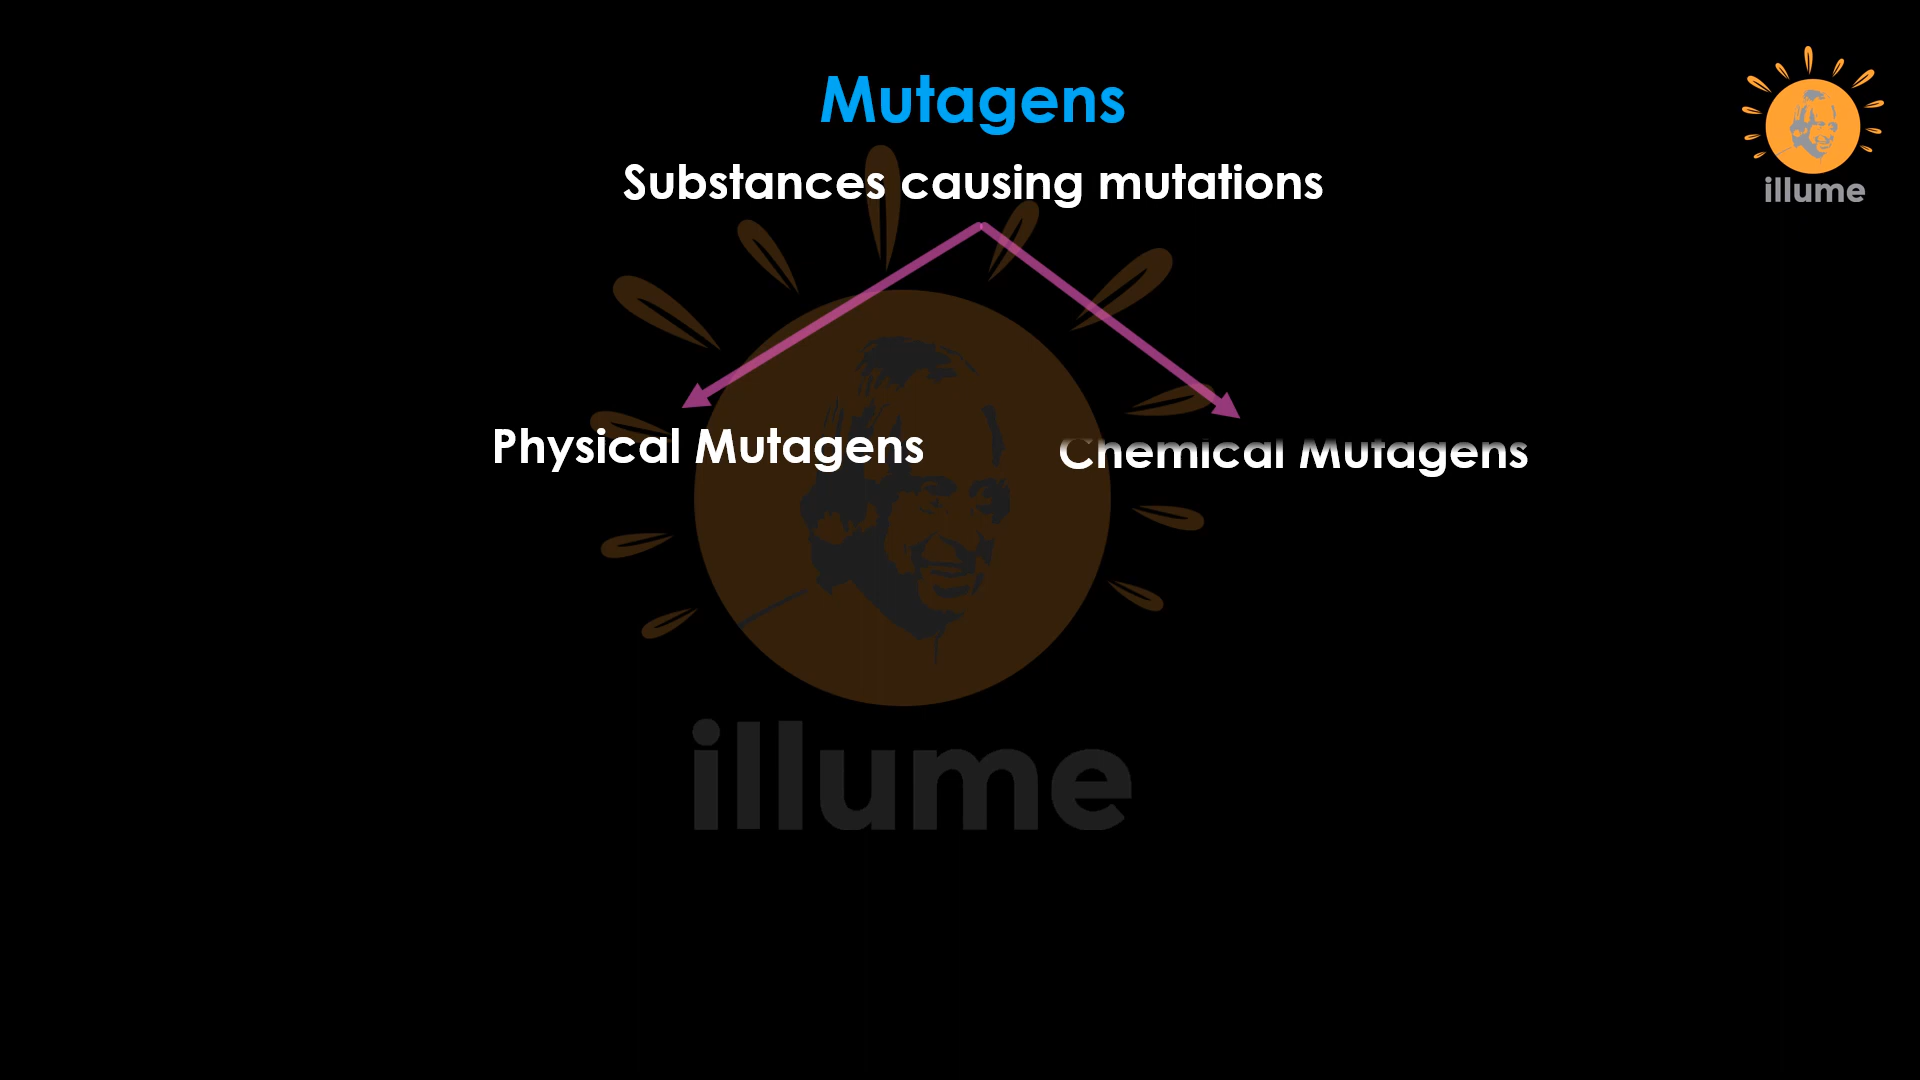 Mutagens
illume
Substances causing mutations
Physical Mutagens
Chemical Mutagens
illume